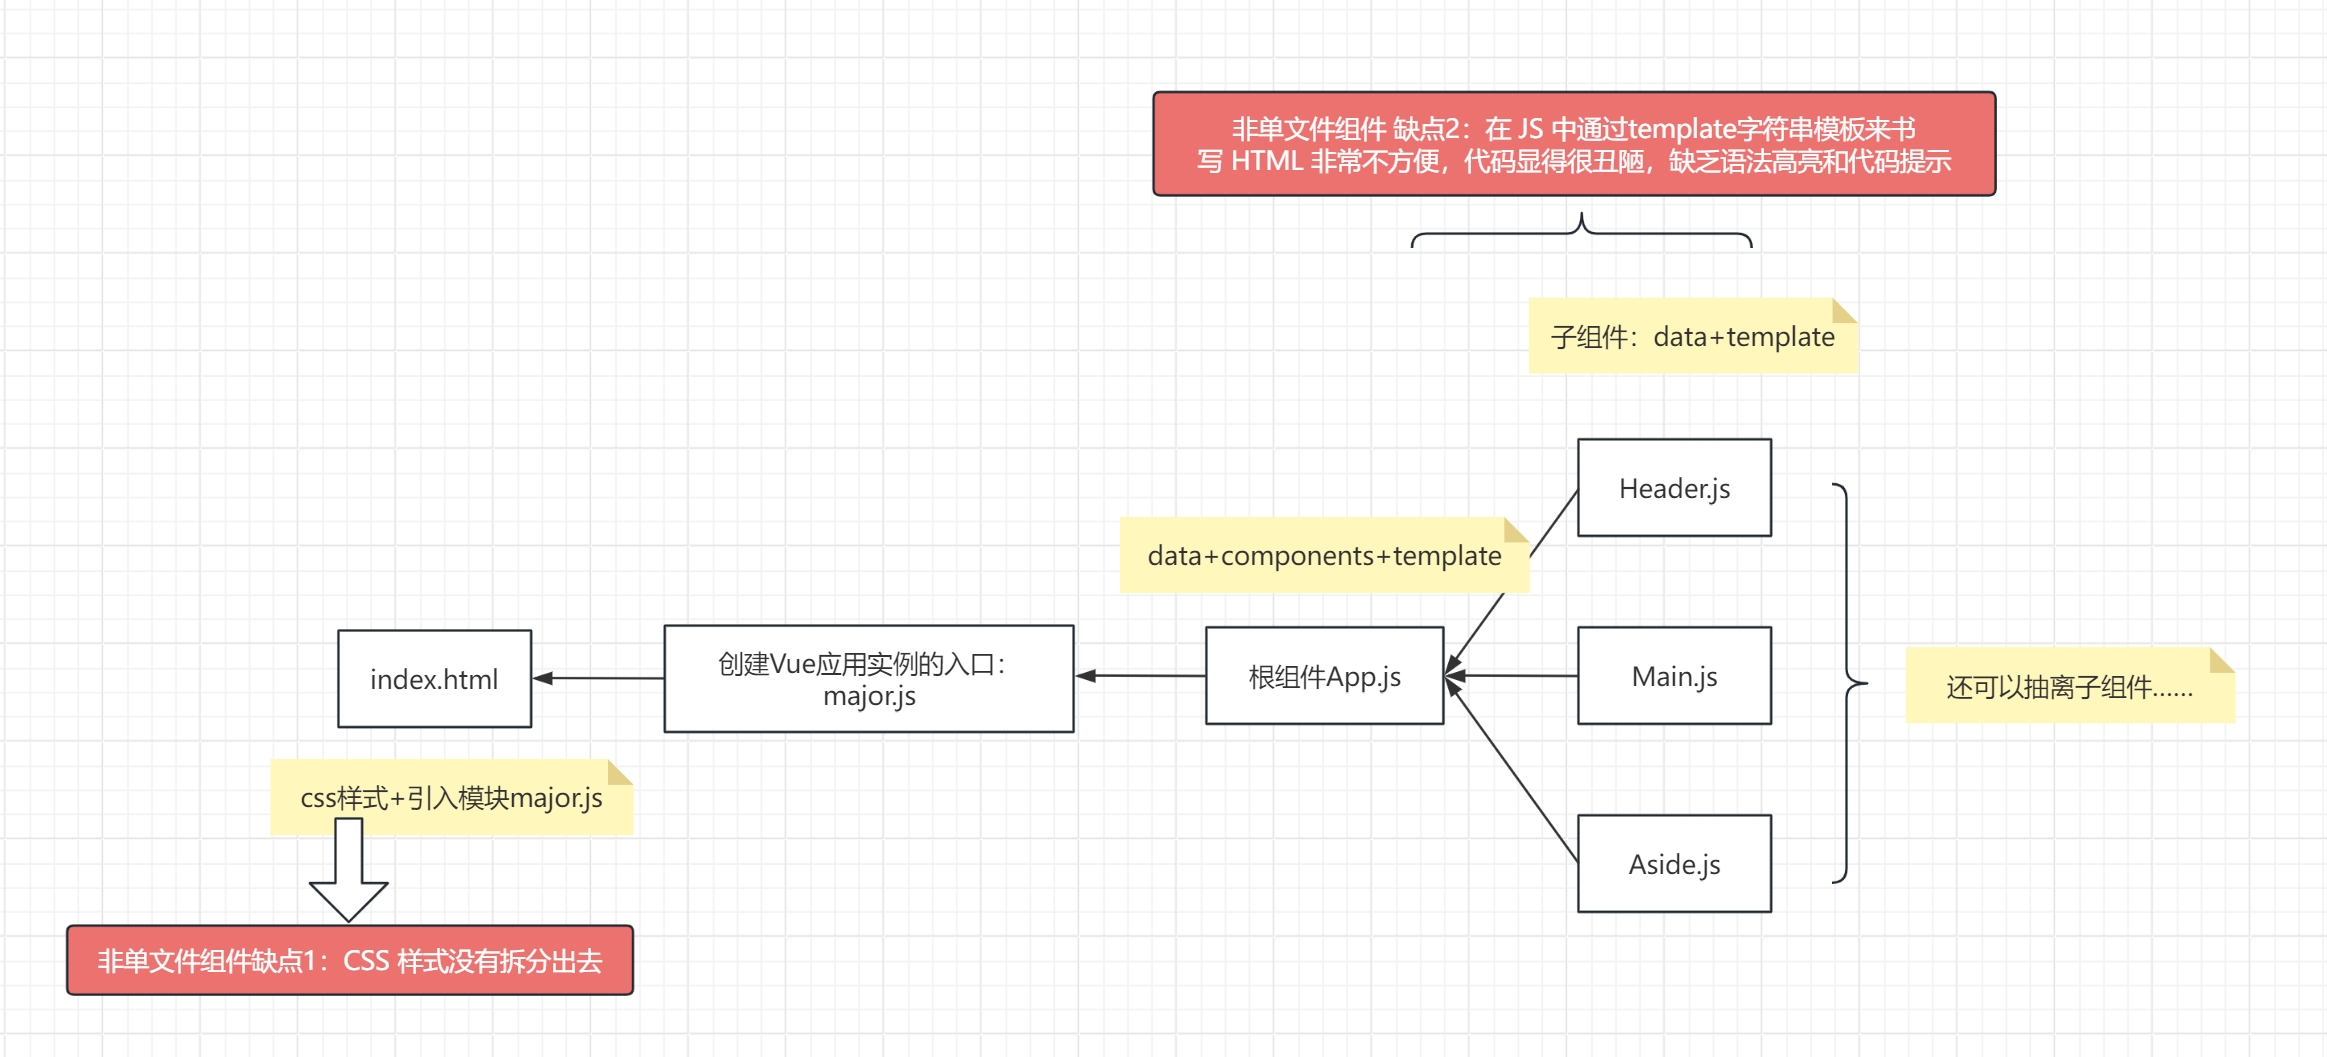 非单文件组件 缺点2：在 JS 中通过template字符串模板来书
写 HTML 非常不方便，代码显得很丑陋，缺乏语法高亮和代码提示
子组件：data+template
Header.js
data+components+template
index.html
创建Vue应用实例的入口：
major.js
根组件App.js
Main.js
还可以抽离子组件......
css样式+引入模块major.js
Aside.js
非单文件组件缺点1：CSS 样式没有拆分出去